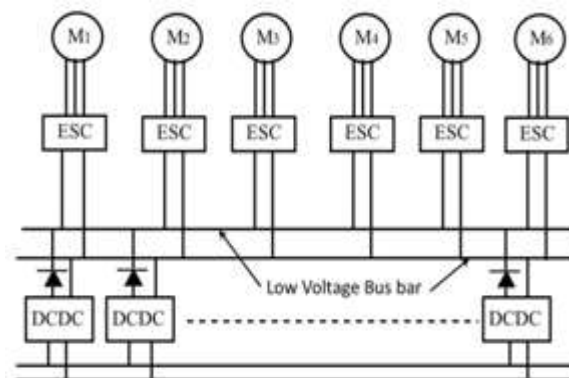 M1 M2 M3 M4 M5 M6
ESC ESC ESC ESC ESC ESC
Low Voltage Bus bar
DCDC DCDC DCDC